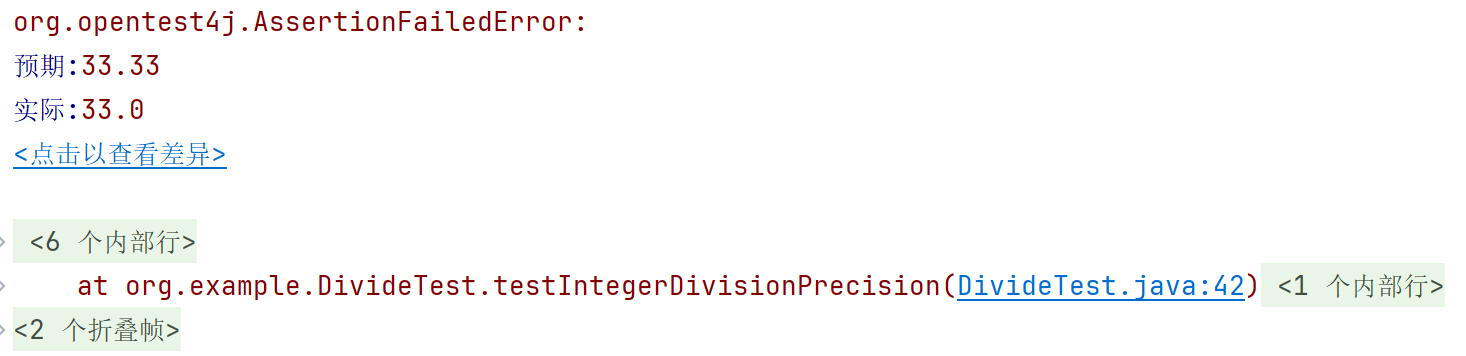 org.opentest4j.AssertionFailedError:
预期:33.33
实际:33.0
<点击以查看差异>
<6 个内部行>
at org.example.DivideTest.testIntegerDivisionPrecision(DivideTest.java:42) <1 个内部行>
<2 个折叠帧>